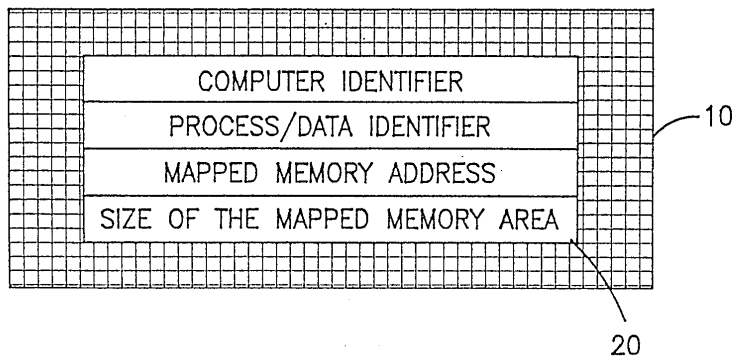 COMPUTER IDENTIFIER
PROCESS/DATA IDENTIFIER
10
MAPPED MEMORY ADDRESS
SIZE OF THE MAPPED MEMORY AREA
20